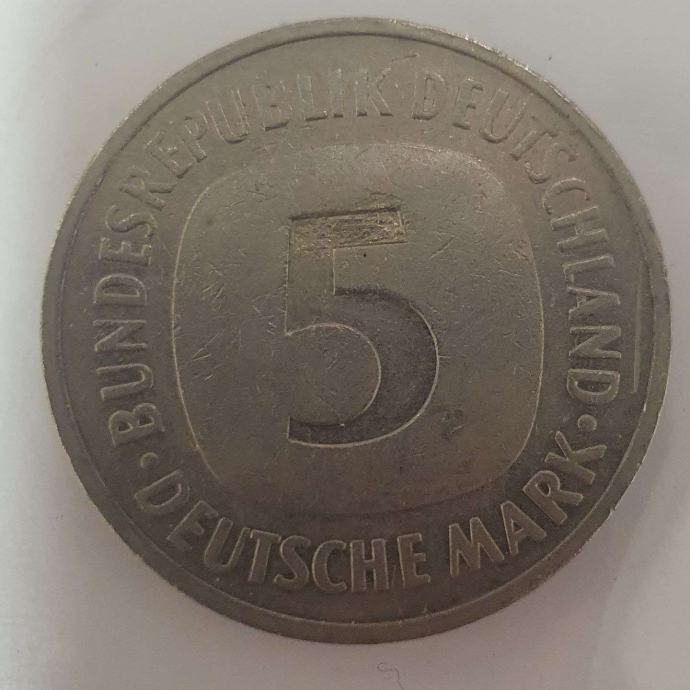 BUNDESREPUBLIK DEUTSCHLAND
5
· DEUTSCHE MARK ·